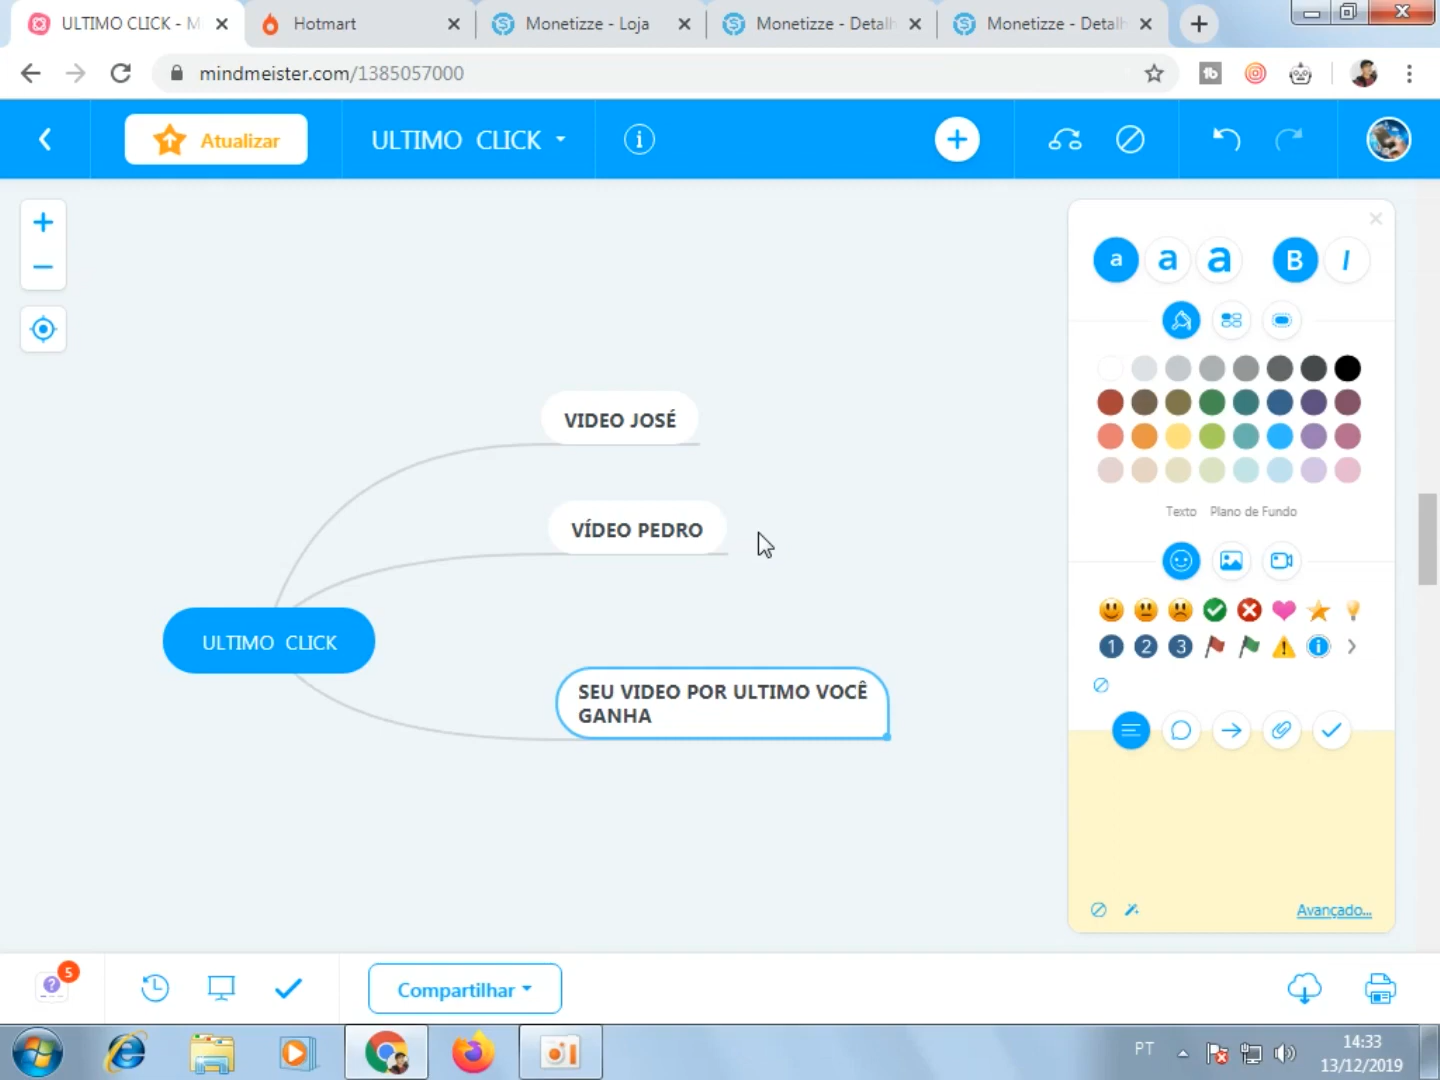 ULTIMO CLICK - M
Hotmart
Monetizze - Loja
Monetizze - Detalh
Monetizze - Detalh
mindmeister.com/1385057000
Atualizar
ULTIMO CLICK
a a a B I
VIDEO JOSÉ
VÍDEO PEDRO
ULTIMO CLICK
SEU VIDEO POR ULTIMO VOCÊ
GANHA
Texto Plano de Fundo
1 2 3
Avançado...
5
Compartilhar
PT
14:33
13/12/2019